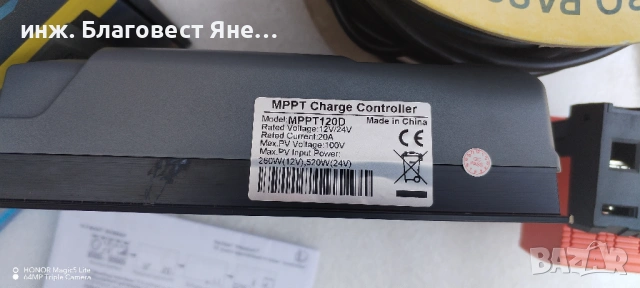 инж. Благовест Яне...
MPPT Charge Controller
Model:MPPT120D Made in China
Rated Voltage:12V/24V
Rated Current:20A
Max.PV Voltage:100V
Max.PV Input Power:
260W(12V),520W(24V)
CE
HONOR Magic5 Lite
64MP Triple Camera
bazar